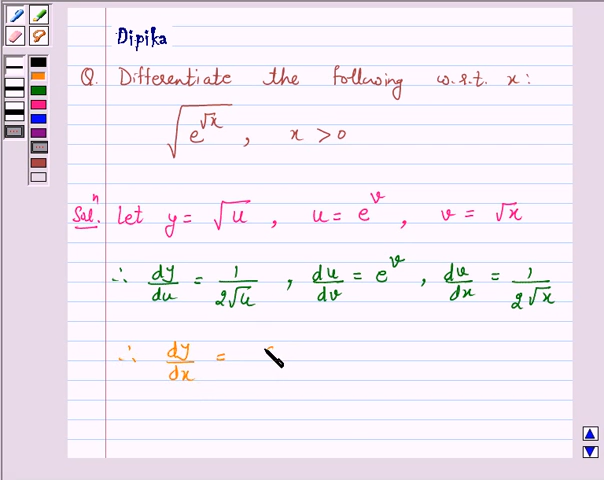 Dipika
Q. Differentiate the following w.r.t. x:
√(e^√x) , x > 0
Solⁿ. Let y = √u , u = e^v , v = √x
∴ dy/du = 1/(2√u) , du/dv = e^v , dv/dx = 1/(2√x)
∴ dy/dx =